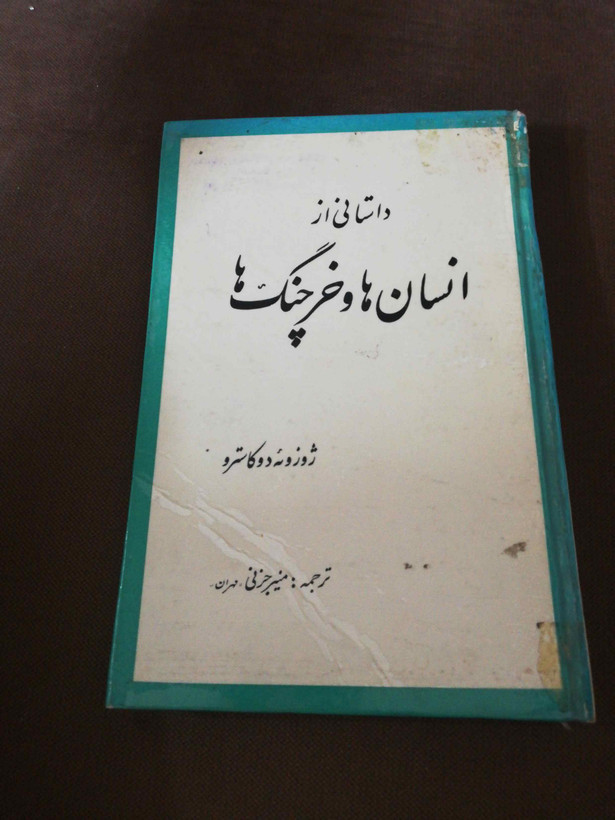 داستانی از
انسان ها و خرچنگ ها
ژوزوئه دوکاسترو
ترجمه : منیر جزنی «مهران»